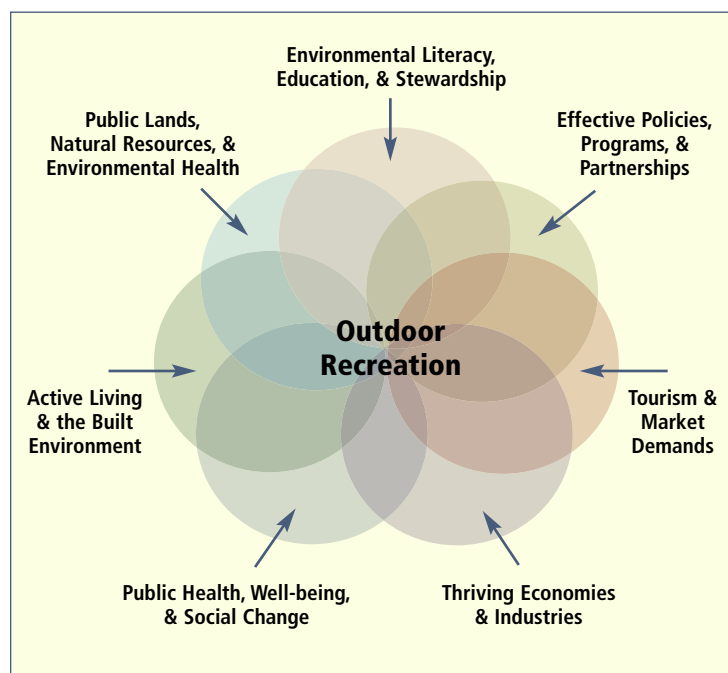 Environmental Literacy,
Education, & Stewardship
Public Lands,
Natural Resources, &
Environmental Health
Effective Policies,
Programs, &
Partnerships
Outdoor
Recreation
Active Living
& the Built
Environment
Tourism &
Market
Demands
Public Health, Well-being,
& Social Change
Thriving Economies
& Industries